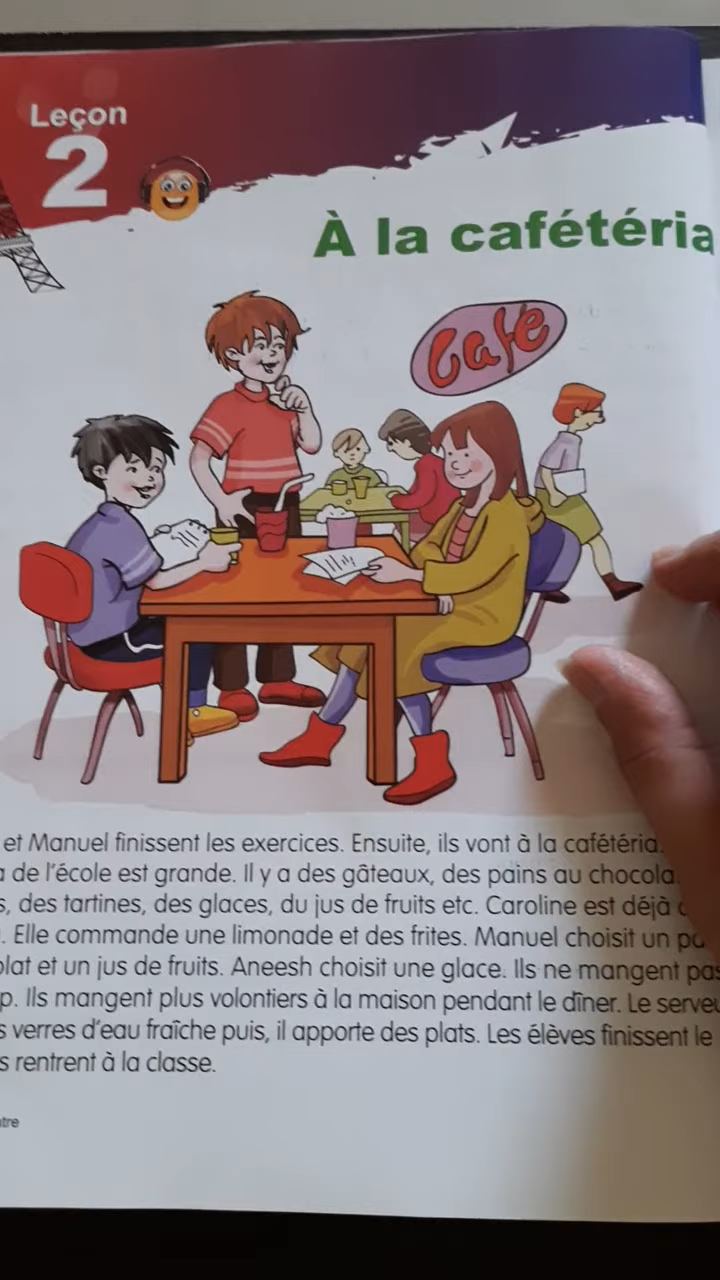 Leçon
2
À la cafétéria
Café
et Manuel finissent les exercices. Ensuite, ils vont à la cafétéria.
de l'école est grande. Il y a des gâteaux, des pains au
des tartines, des glaces, du jus de fruits etc. Caroline est déjà
Elle commande une limonade et des frites. Manuel choisit un
et un jus de fruits. Aneesh choisit une glace. Ils ne mangent pas
Ils mangent plus volontiers à la maison pendant le dîner. Le
verres d'eau fraîche puis, il apporte des plats. Les élèves finissent le
rentrent à la classe.